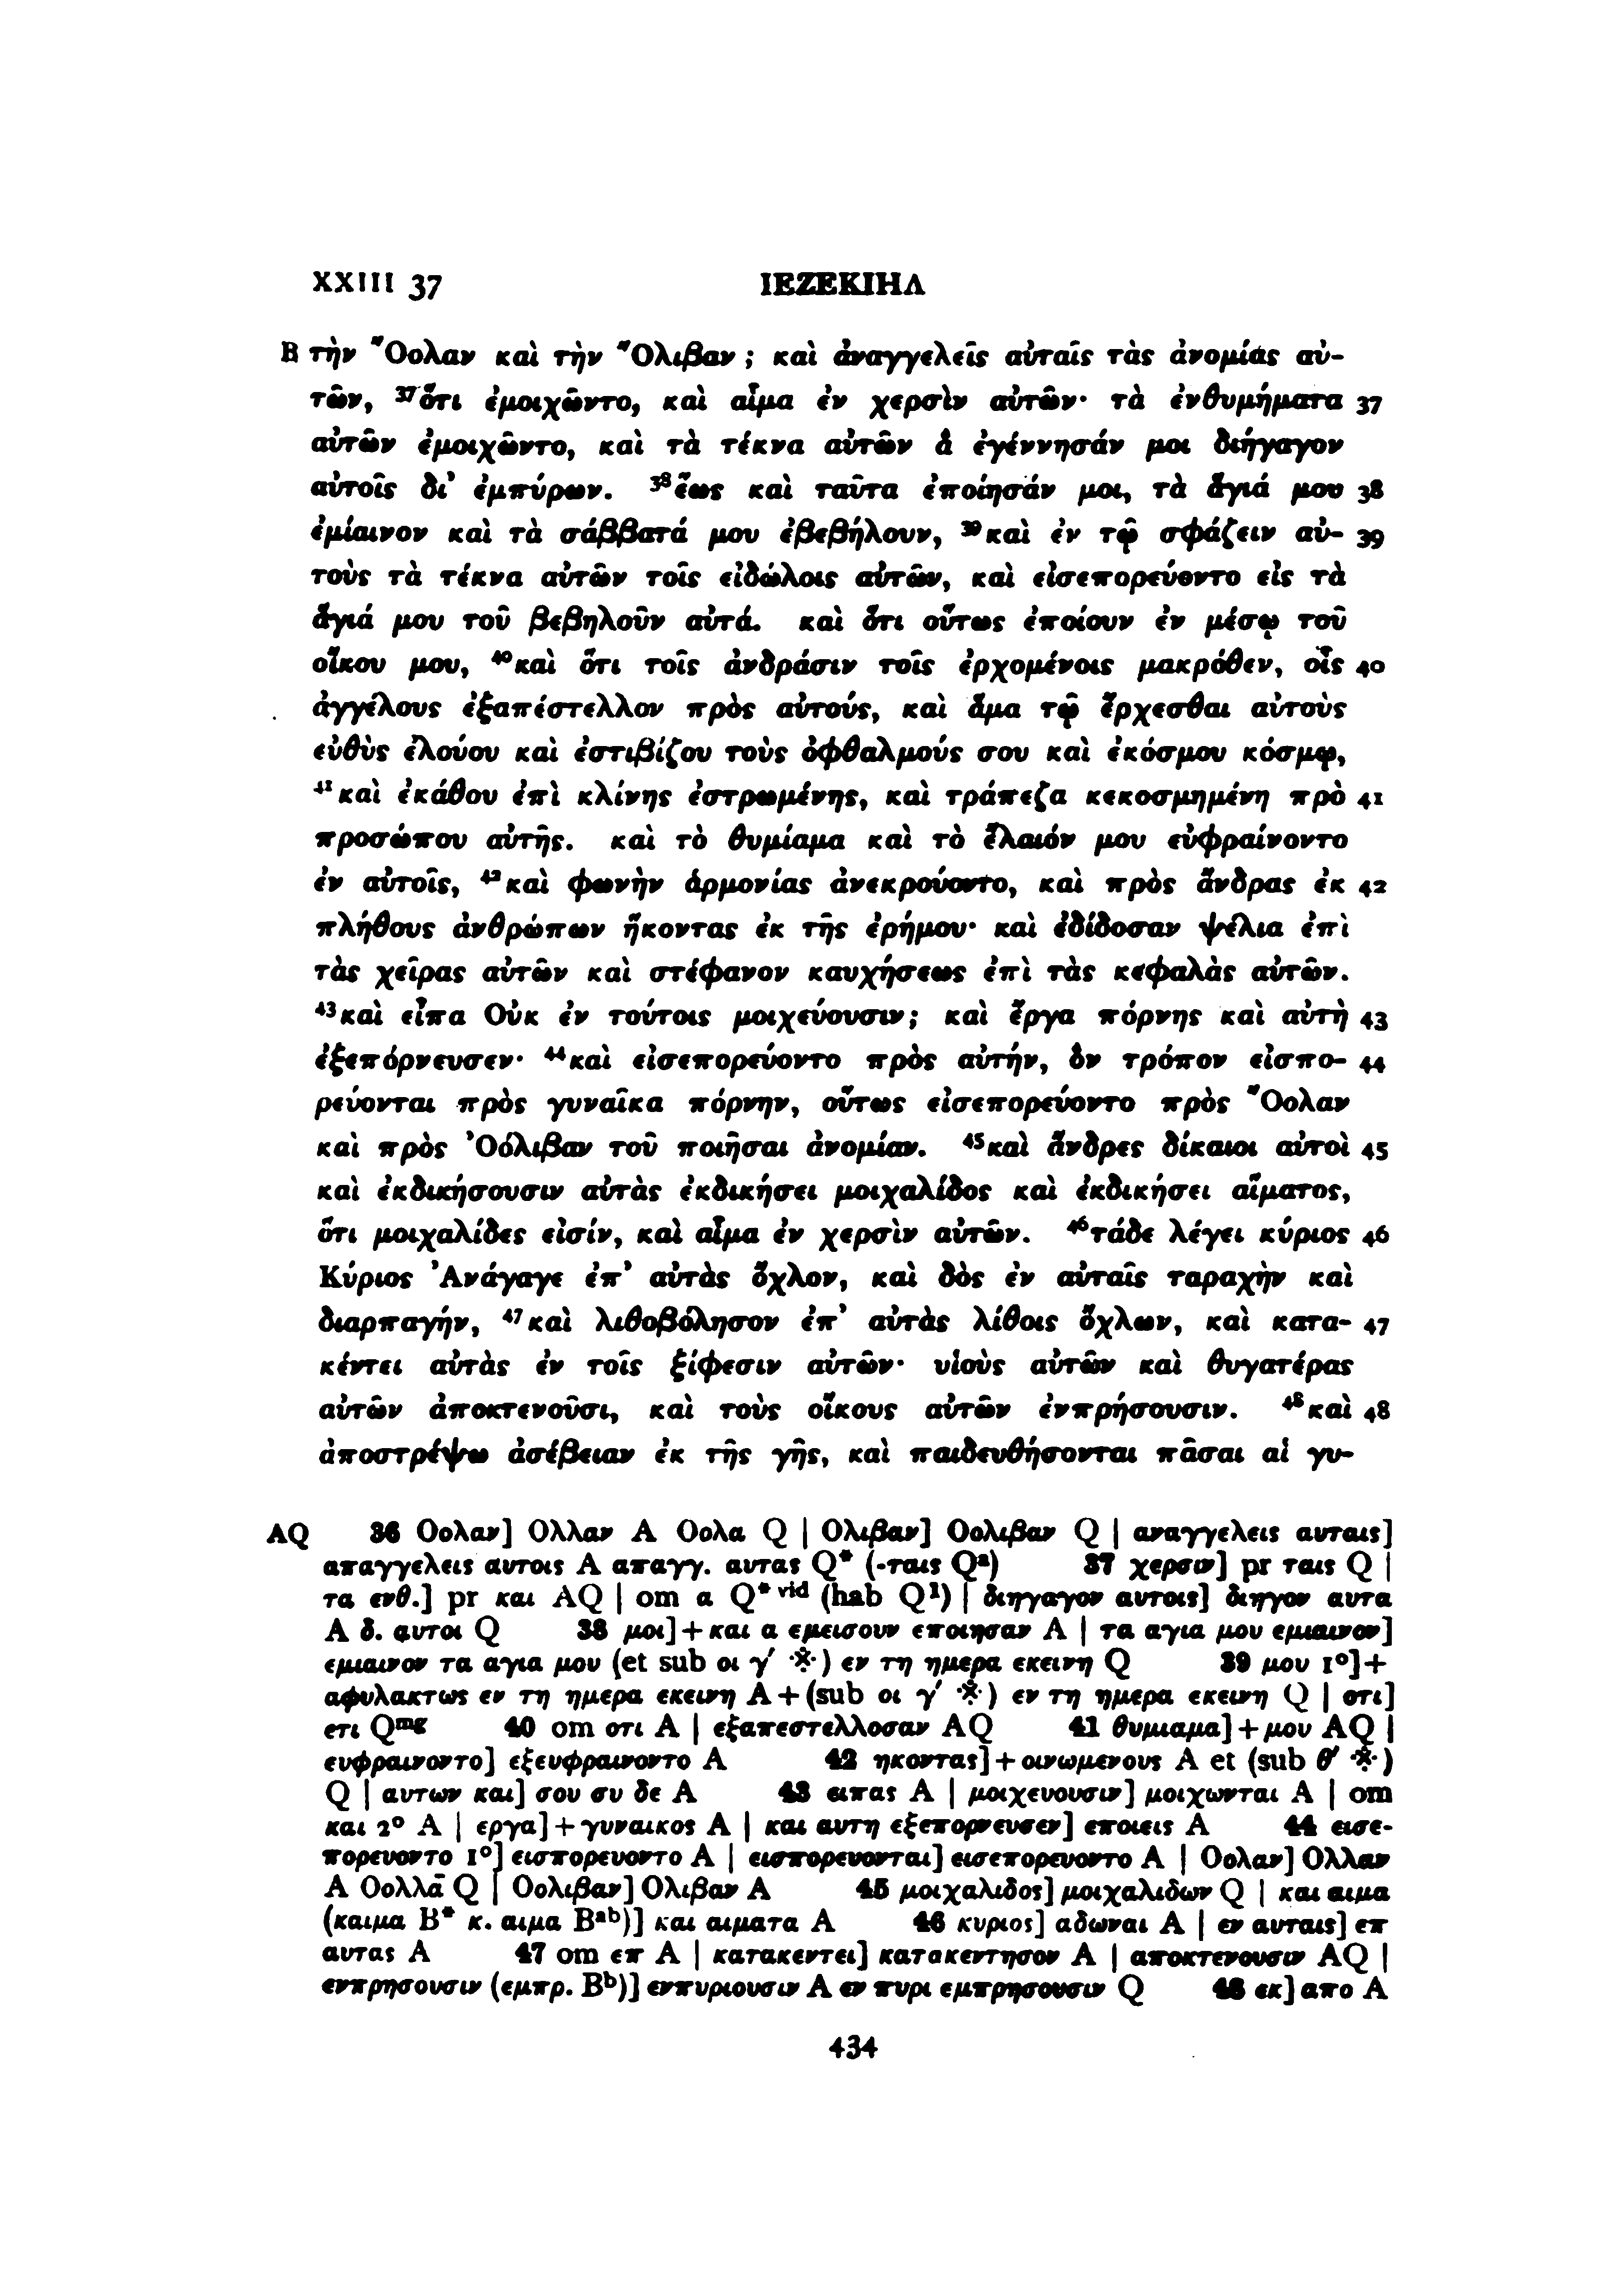 XXIII 37 ΙΕΖΕΚΙΗΛ
B τὴν Ὄολαν καὶ τὴν Ὄλιβαν; καὶ ἀναγγελεῖς αὐταῖς τὰς ἀνομίας αὐ-
τῶν, ³⁷ὅτι ἐμοιχῶντο, καὶ αἷμα ἐν χερσὶν αὐτῶν· τὰ ἐνθυμήματα 37
αὐτῶν ἐμοιχῶντο, καὶ τὰ τέκνα αὐτῶν ἃ ἐγέννησάν μοι διήγαγον
αὐτοῖς δι’ ἐμπύρων. ³⁸ἕως καὶ ταῦτα ἐποίησάν μοι, τὰ ἅγιά μου 38
ἐμίαινον καὶ τὰ σάββατά μου ἐβεβήλουν, ³⁹καὶ ἐν τῷ σφάζειν αὐ- 39
τοὺς τὰ τέκνα αὐτῶν τοῖς εἰδώλοις αὐτῶν, καὶ εἰσεπορεύοντο εἰς τὰ
ἅγιά μου τοῦ βεβηλοῦν αὐτά. καὶ ὅτι οὕτως ἐποίουν ἐν μέσῳ τοῦ
οἴκου μου, ⁴⁰καὶ ὅτι τοῖς ἀνδράσιν τοῖς ἐρχομένοις μακρόθεν, οἷς 40
ἀγγέλους ἐξαπέστελλον πρὸς αὐτούς, καὶ ἅμα τῷ ἔρχεσθαι αὐτοὺς
εὐθὺς ἐλούου καὶ ἐστιβίζου τοὺς ὀφθαλμούς σου καὶ ἐκόσμου κόσμῳ,
⁴¹καὶ ἐκάθου ἐπὶ κλίνης ἐστρωμένης, καὶ τράπεζα κεκοσμημένη πρὸ 41
προσώπου αὐτῆς. καὶ τὸ θυμίαμα καὶ τὸ ἔλαιόν μου εὐφραίνοντο
ἐν αὐτοῖς, ⁴²καὶ φωνὴν ἁρμονίας ἀνεκρούοντο, καὶ πρὸς ἄνδρας ἐκ 42
πλήθους ἀνθρώπων ἥκοντας ἐκ τῆς ἐρήμου· καὶ ἐδίδοσαν ψέλια ἐπὶ
τὰς χεῖρας αὐτῶν καὶ στέφανον καυχήσεως ἐπὶ τὰς κεφαλὰς αὐτῶν.
⁴³καὶ εἶπα Οὐκ ἐν τούτοις μοιχεύουσιν; καὶ ἔργα πόρνης καὶ αὐτὴ 43
ἐξεπόρνευσεν· ⁴⁴καὶ εἰσεπορεύοντο πρὸς αὐτήν, ὃν τρόπον εἰσπο- 44
ρεύονται πρὸς γυναῖκα πόρνην, οὕτως εἰσεπορεύοντο πρὸς Ὄολαν
καὶ πρὸς Ὀόλιβαν τοῦ ποιῆσαι ἀνομίαν. ⁴⁵καὶ ἄνδρες δίκαιοι αὐτοὶ 45
καὶ ἐκδικήσουσιν αὐτὰς ἐκδικήσει μοιχαλίδος καὶ ἐκδικήσει αἵματος,
ὅτι μοιχαλίδες εἰσίν, καὶ αἷμα ἐν χερσὶν αὐτῶν. ⁴⁶τάδε λέγει κύριος 46
Κύριος Ἀνάγαγε ἐπ’ αὐτὰς ὄχλον, καὶ δὸς ἐν αὐταῖς ταραχὴν καὶ
διαρπαγήν, ⁴⁷καὶ λιθοβόλησον ἐπ’ αὐτὰς λίθοις ὄχλων, καὶ κατα- 47
κέντει αὐτὰς ἐν τοῖς ξίφεσιν αὐτῶν· υἱοὺς αὐτῶν καὶ θυγατέρας
αὐτῶν ἀποκτενοῦσι, καὶ τοὺς οἴκους αὐτῶν ἐνπρήσουσιν. ⁴⁸καὶ 48
ἀποστρέψω ἀσέβειαν ἐκ τῆς γῆς, καὶ παιδευθήσονται πᾶσαι αἱ γυ-
AQ 36 Οολαν] Ολλαν A Οολα Q | Ολιβαν] Οολιβαν Q | αναγγελεις αυταις]
απαγγελεις αυτοις A απαγγ. αυτας Q* (-ταις Qᵃ) 37 χερσιν] pr ταις Q |
τα ενθ.] pr και AQ | om α Q* ᵛⁱᵈ (hab Q¹) | διηγαγον αυτοις] διηγον αυτα
A δ. αυτοι Q 38 μοι]+και α εμεισουν εποιησαν A | τα αγια μου εμιαινον]
εμιαινον τα αγια μου (et sub οι γ′ ※) εν τη ημερα εκεινη Q 39 μου 1°]+
αφυλακτως εν τη ημερα εκεινη A+(sub οι γ′ ※) εν τη ημερα εκεινη Q | οτι]
ετι Qᵐᵍ 40 om οτι A | εξαπεστελλοσαν AQ 41 θυμιαμα]+μου AQ |
ευφραινοντο] εξευφραινοντο A 42 ηκοντας]+οινωμενους A et (sub θ′ ※)
Q | αυτων και] σου συ δε A 43 ειπας A | μοιχευουσιν] μοιχωνται A | om
και 2° A | εργα]+γυναικος A | και αυτη εξεπορνευσεν] εποιεις A 44 εισε-
πορευοντο 1°] εισπορευοντο A | εισπορευονται] εισεπορευοντο A | Οολαν] Ολλαν
A Οολλᾱ Q | Οολιβαν] Ολιβαν A 45 μοιχαλιδος] μοιχαλιδων Q | και αιμα
(καιμα B* κ. αιμα Bᵃᵇ)] και αιματα A 46 κυριος] αδωναι A | εν αυταις] επ
αυτας A 47 om επ A | κατακεντει] κατακεντησον A | αποκτενουσιν AQ |
ενπρησουσιν (εμπρ. Bᵇ)] ενπυριουσιν A εν πυρι εμπρησουσιν Q 48 εκ] απο A
434